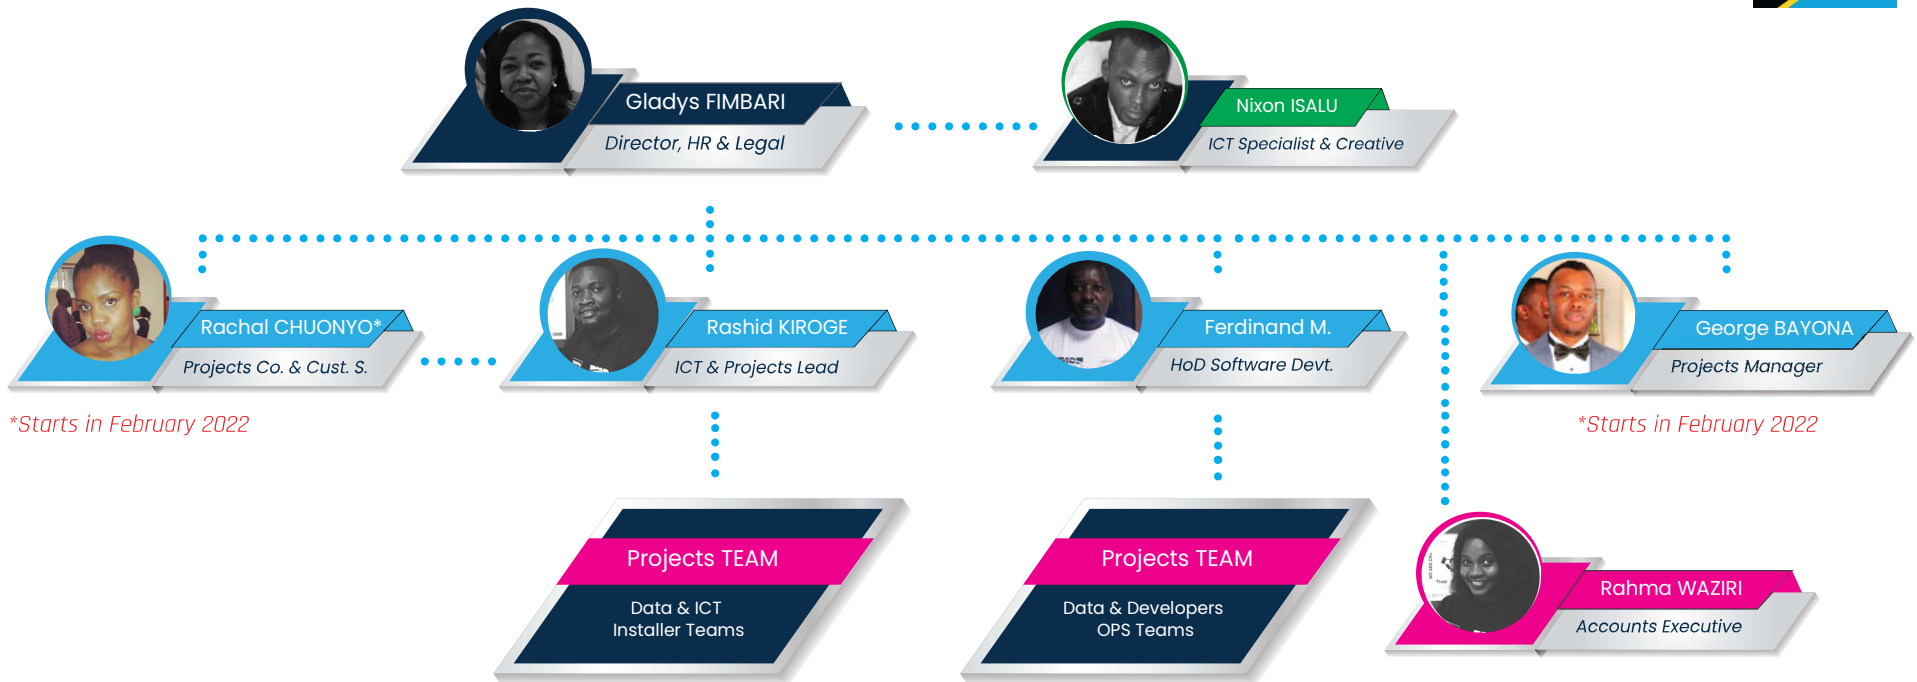 Gladys FIMBARI
Director, HR & Legal
Nixon ISALU
ICT Specialist & Creative
Rachal CHUONYO*
Projects Co. & Cust. S.
*Starts in February 2022
Rashid KIROGE
ICT & Projects Lead
Ferdinand M.
HoD Software Devt.
George BAYONA
Projects Manager
*Starts in February 2022
Projects TEAM
Data & ICT
Installer Teams
Projects TEAM
Data & Developers
OPS Teams
Rahma WAZIRI
Accounts Executive